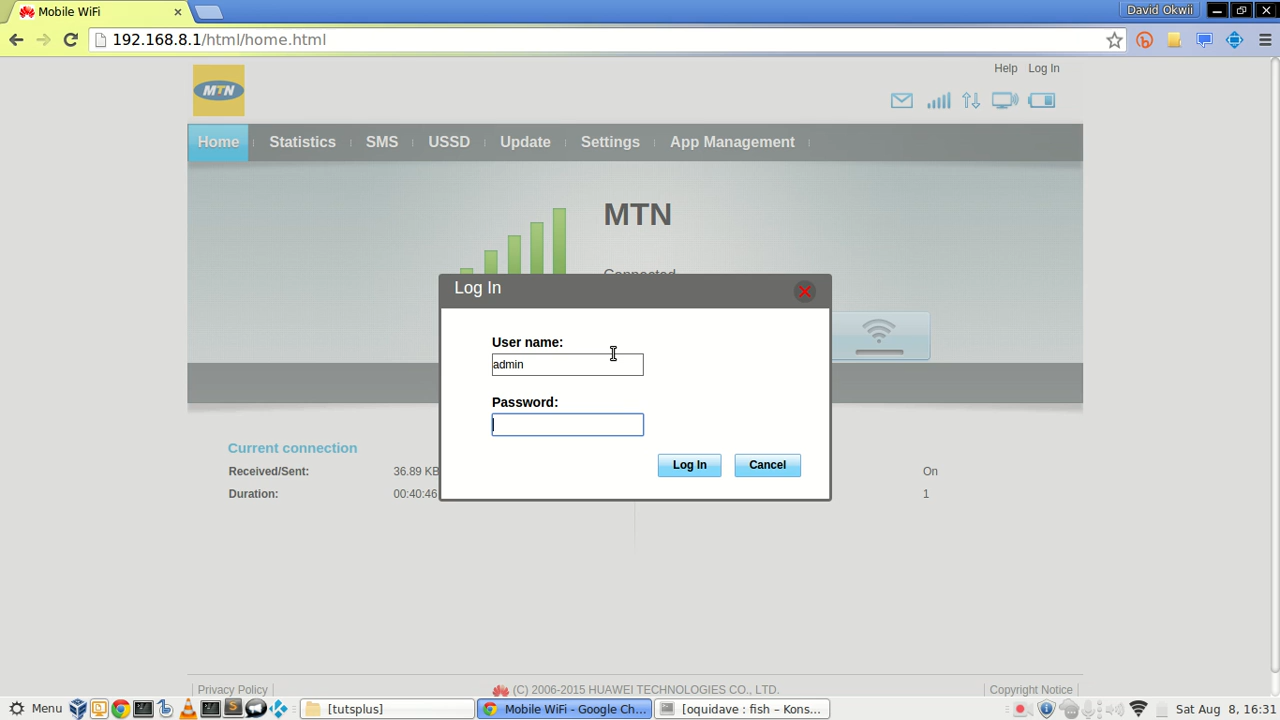 Mobile WiFi
David Okwii
192.168.8.1/html/home.html
MTN
Help Log In
Home Statistics SMS USSD Update Settings App Management
MTN
Connected
Log In
User name:
admin
Password:
Log In Cancel
Current connection
Received/Sent: 36.89 KB On
Duration: 00:40:46 1
Privacy Policy (C) 2006-2015 HUAWEI TECHNOLOGIES CO., LTD. Copyright Notice
Menu [tutsplus] Mobile WiFi - Google Ch... [oquidave : fish – Kons... Sat Aug 8, 16:31